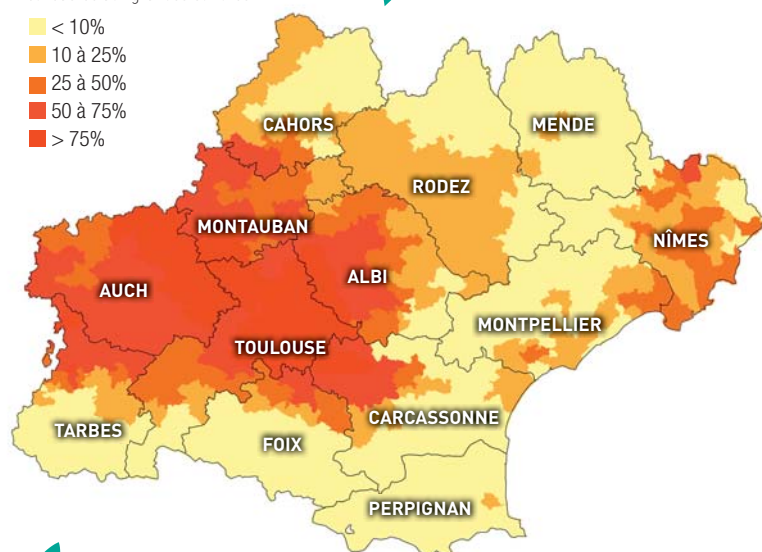 < 10%
10 à 25%
25 à 50%
50 à 75%
> 75%
CAHORS
MENDE
RODEZ
MONTAUBAN
NÎMES
ALBI
AUCH
MONTPELLIER
TOULOUSE
CARCASSONNE
TARBES
FOIX
PERPIGNAN